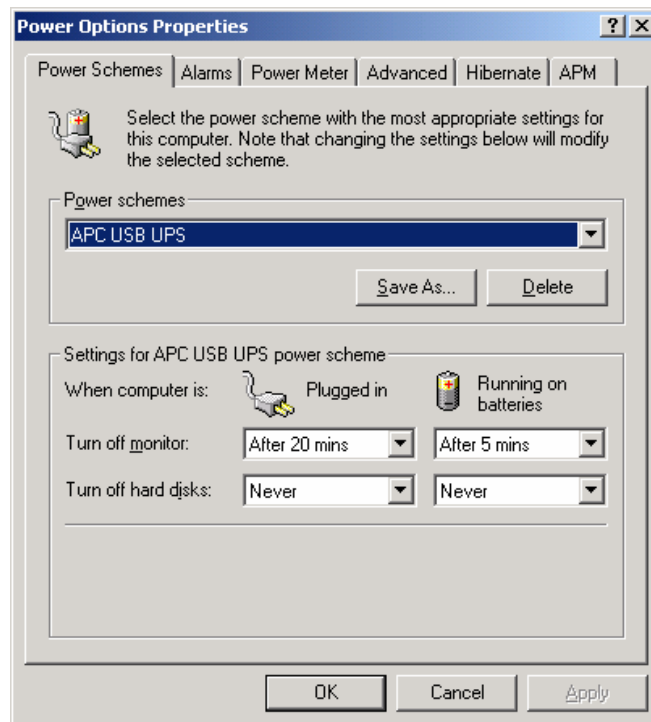 Power Options Properties
Power Schemes Alarms Power Meter Advanced Hibernate APM
Select the power scheme with the most appropriate settings for
this computer. Note that changing the settings below will modify
the selected scheme.
Power schemes
APC USB UPS
Save As... Delete
Settings for APC USB UPS power scheme
When computer is: Plugged in Running on
batteries
Turn off monitor: After 20 mins After 5 mins
Turn off hard disks: Never Never
OK Cancel Apply